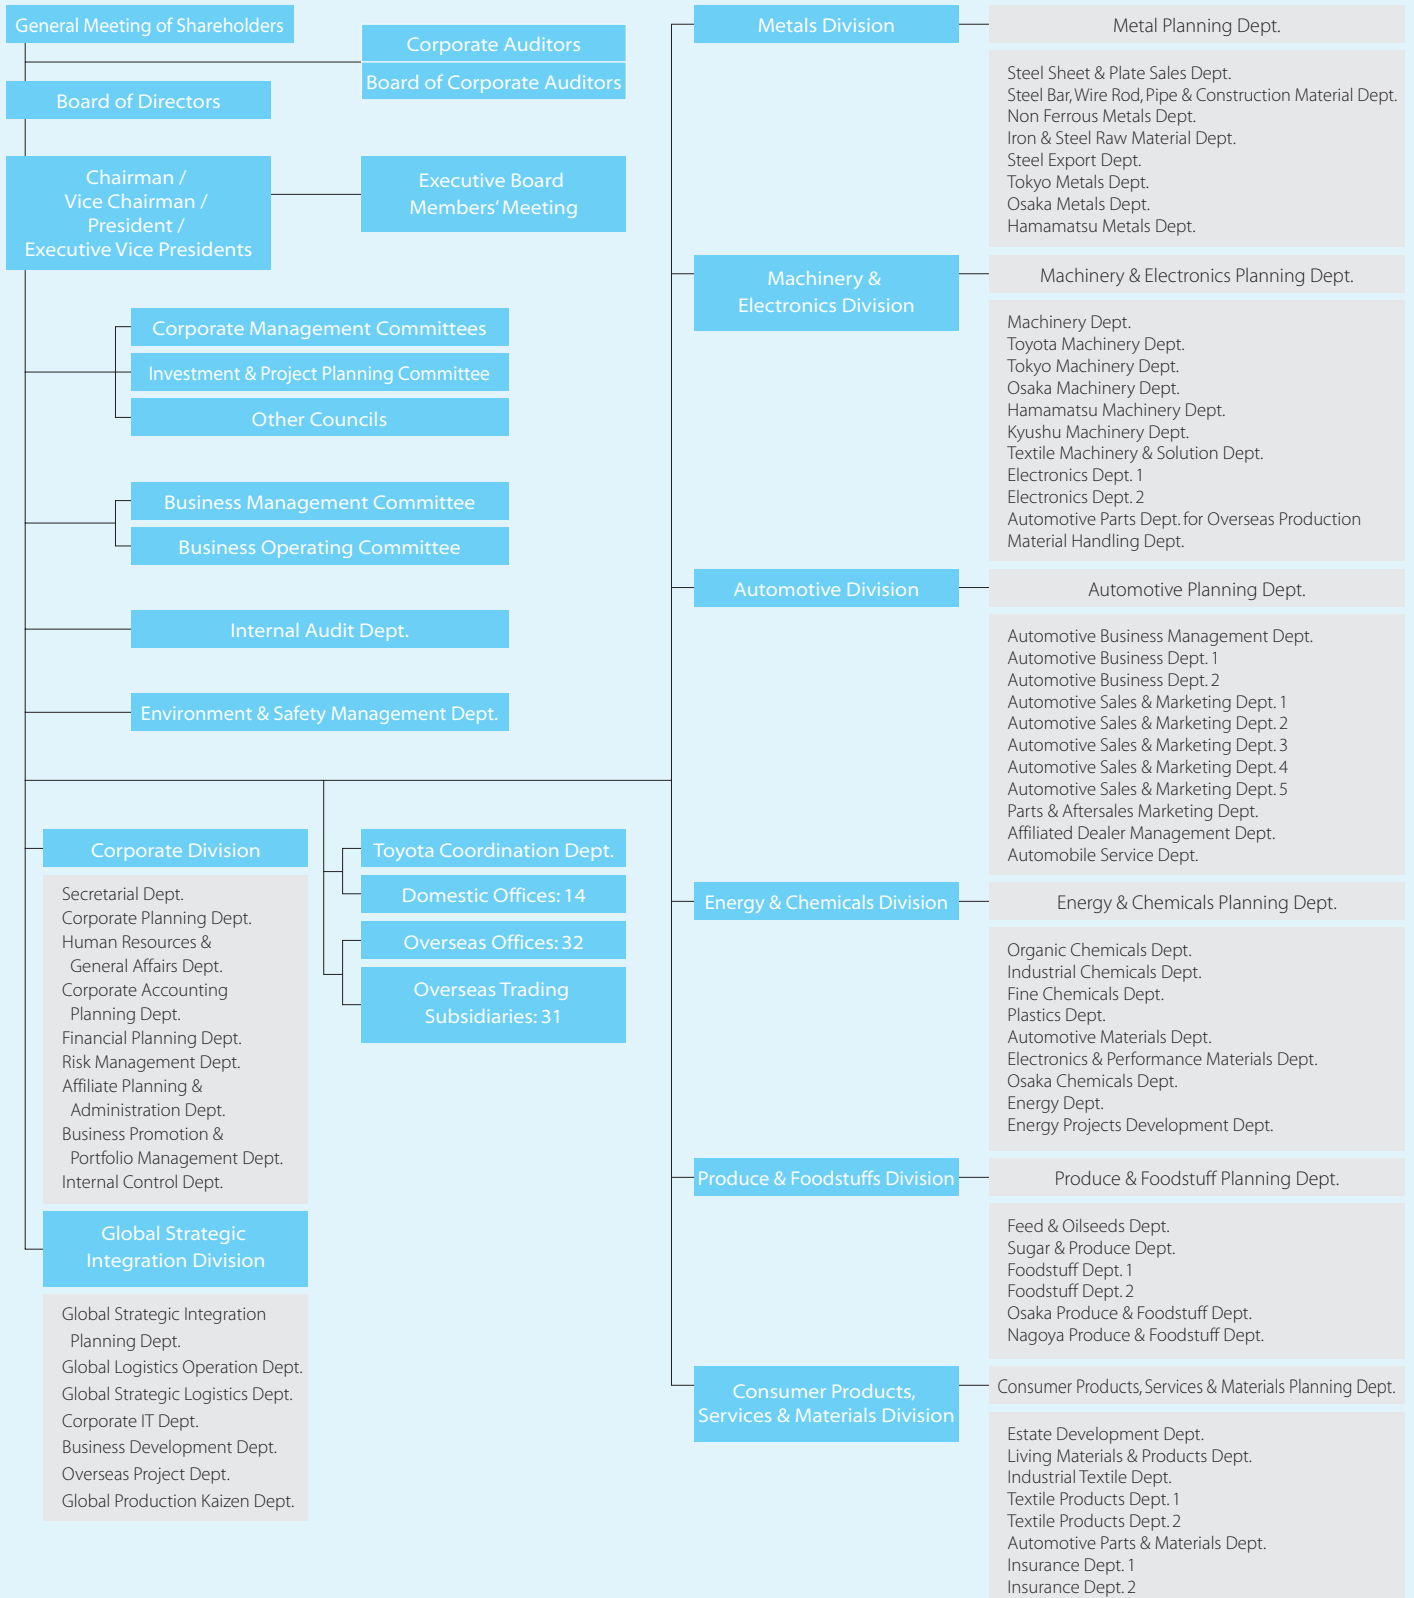 General Meeting of Shareholders
Corporate Auditors
Board of Corporate Auditors
Board of Directors
Chairman /
Vice Chairman /
President /
Executive Vice Presidents
Executive Board
Members' Meeting
Corporate Management Committees
Investment & Project Planning Committee
Other Councils
Business Management Committee
Business Operating Committee
Internal Audit Dept.
Environment & Safety Management Dept.
Corporate Division
Secretarial Dept.
Corporate Planning Dept.
Human Resources &
General Affairs Dept.
Corporate Accounting
Planning Dept.
Financial Planning Dept.
Risk Management Dept.
Affiliate Planning &
Administration Dept.
Business Promotion &
Portfolio Management Dept.
Internal Control Dept.
Global Strategic
Integration Division
Global Strategic Integration
Planning Dept.
Global Logistics Operation Dept.
Global Strategic Logistics Dept.
Corporate IT Dept.
Business Development Dept.
Overseas Project Dept.
Global Production Kaizen Dept.
Toyota Coordination Dept.
Domestic Offices: 14
Overseas Offices: 32
Overseas Trading
Subsidiaries: 31
Metals Division
Metal Planning Dept.
Steel Sheet & Plate Sales Dept.
Steel Bar, Wire Rod, Pipe & Construction Material Dept.
Non Ferrous Metals Dept.
Iron & Steel Raw Material Dept.
Steel Export Dept.
Tokyo Metals Dept.
Osaka Metals Dept.
Hamamatsu Metals Dept.
Machinery &
Electronics Division
Machinery & Electronics Planning Dept.
Machinery Dept.
Toyota Machinery Dept.
Tokyo Machinery Dept.
Osaka Machinery Dept.
Hamamatsu Machinery Dept.
Kyushu Machinery Dept.
Textile Machinery & Solution Dept.
Electronics Dept. 1
Electronics Dept. 2
Automotive Parts Dept. for Overseas Production
Material Handling Dept.
Automotive Division
Automotive Planning Dept.
Automotive Business Management Dept.
Automotive Business Dept. 1
Automotive Business Dept. 2
Automotive Sales & Marketing Dept. 1
Automotive Sales & Marketing Dept. 2
Automotive Sales & Marketing Dept. 3
Automotive Sales & Marketing Dept. 4
Automotive Sales & Marketing Dept. 5
Parts & Aftersales Marketing Dept.
Affiliated Dealer Management Dept.
Automobile Service Dept.
Energy & Chemicals Division
Energy & Chemicals Planning Dept.
Organic Chemicals Dept.
Industrial Chemicals Dept.
Fine Chemicals Dept.
Plastics Dept.
Automotive Materials Dept.
Electronics & Performance Materials Dept.
Osaka Chemicals Dept.
Energy Dept.
Energy Projects Development Dept.
Produce & Foodstuffs Division
Produce & Foodstuff Planning Dept.
Feed & Oilseeds Dept.
Sugar & Produce Dept.
Foodstuff Dept. 1
Foodstuff Dept. 2
Osaka Produce & Foodstuff Dept.
Nagoya Produce & Foodstuff Dept.
Consumer Products,
Services & Materials Division
Consumer Products, Services & Materials Planning Dept.
Estate Development Dept.
Living Materials & Products Dept.
Industrial Textile Dept.
Textile Products Dept. 1
Textile Products Dept. 2
Automotive Parts & Materials Dept.
Insurance Dept. 1
Insurance Dept. 2